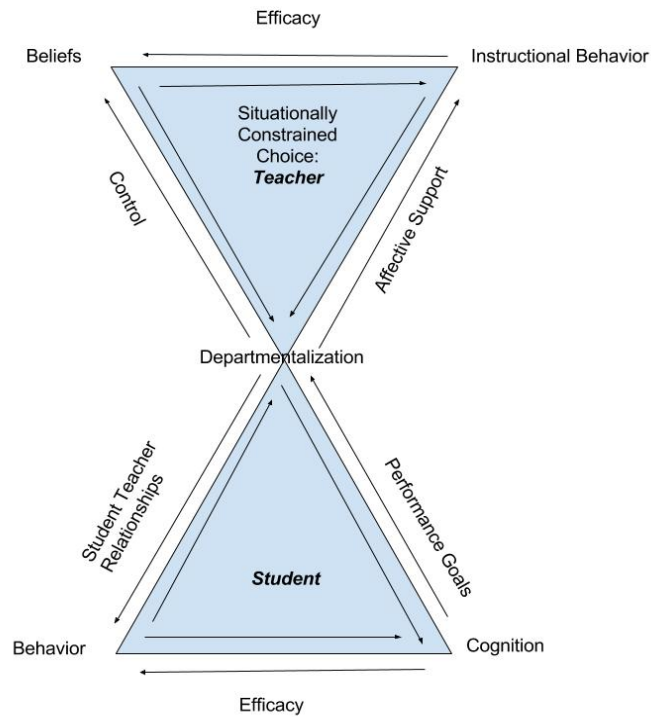 Efficacy
Beliefs
Instructional Behavior
Situationally
Constrained
Choice:
Teacher
Control
Affective Support
Departmentalization
Student Teacher
Relationships
Performance Goals
Student
Behavior
Cognition
Efficacy